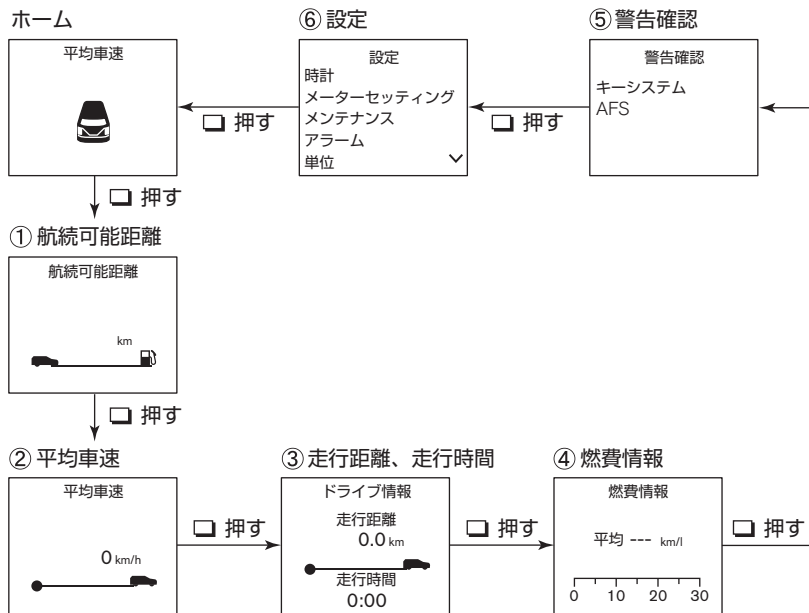 ホーム
平均車速
押す
① 航続可能距離
航続可能距離
km
押す
② 平均車速
平均車速
0 km/h
押す
③ 走行距離、走行時間
ドライブ情報
走行距離
0.0 km
走行時間
0:00
押す
④ 燃費情報
燃費情報
平均 --- km/l
0 10 20 30
押す
⑤ 警告確認
警告確認
キーシステム
AFS
押す
⑥ 設定
設定
時計
メーターセッティング
メンテナンス
アラーム
単位
押す